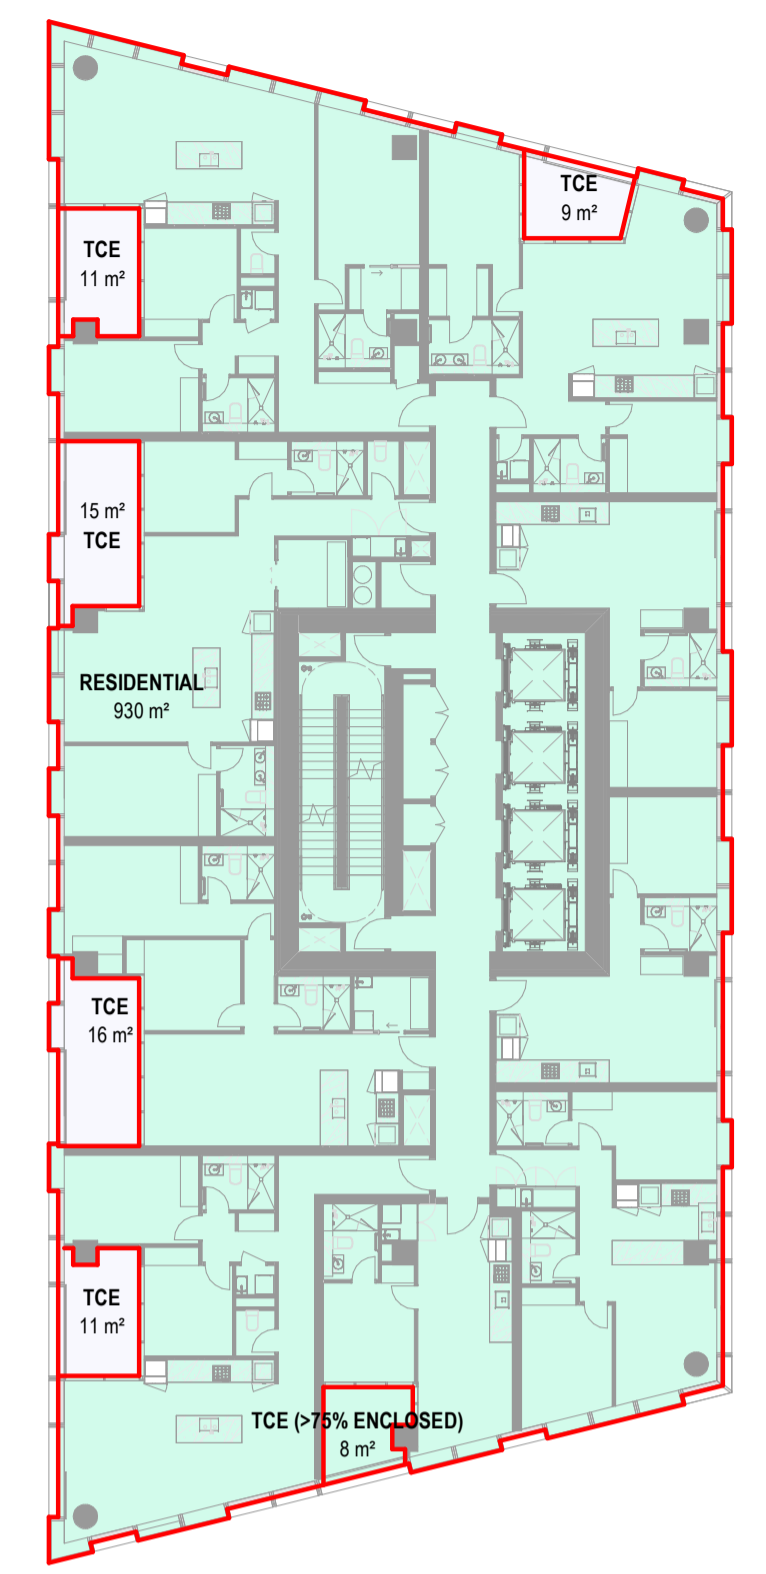 TCE
9 m²
TCE
11 m²
15 m²
TCE
RESIDENTIAL
930 m²
TCE
16 m²
TCE
11 m²
TCE (>75% ENCLOSED)
8 m²